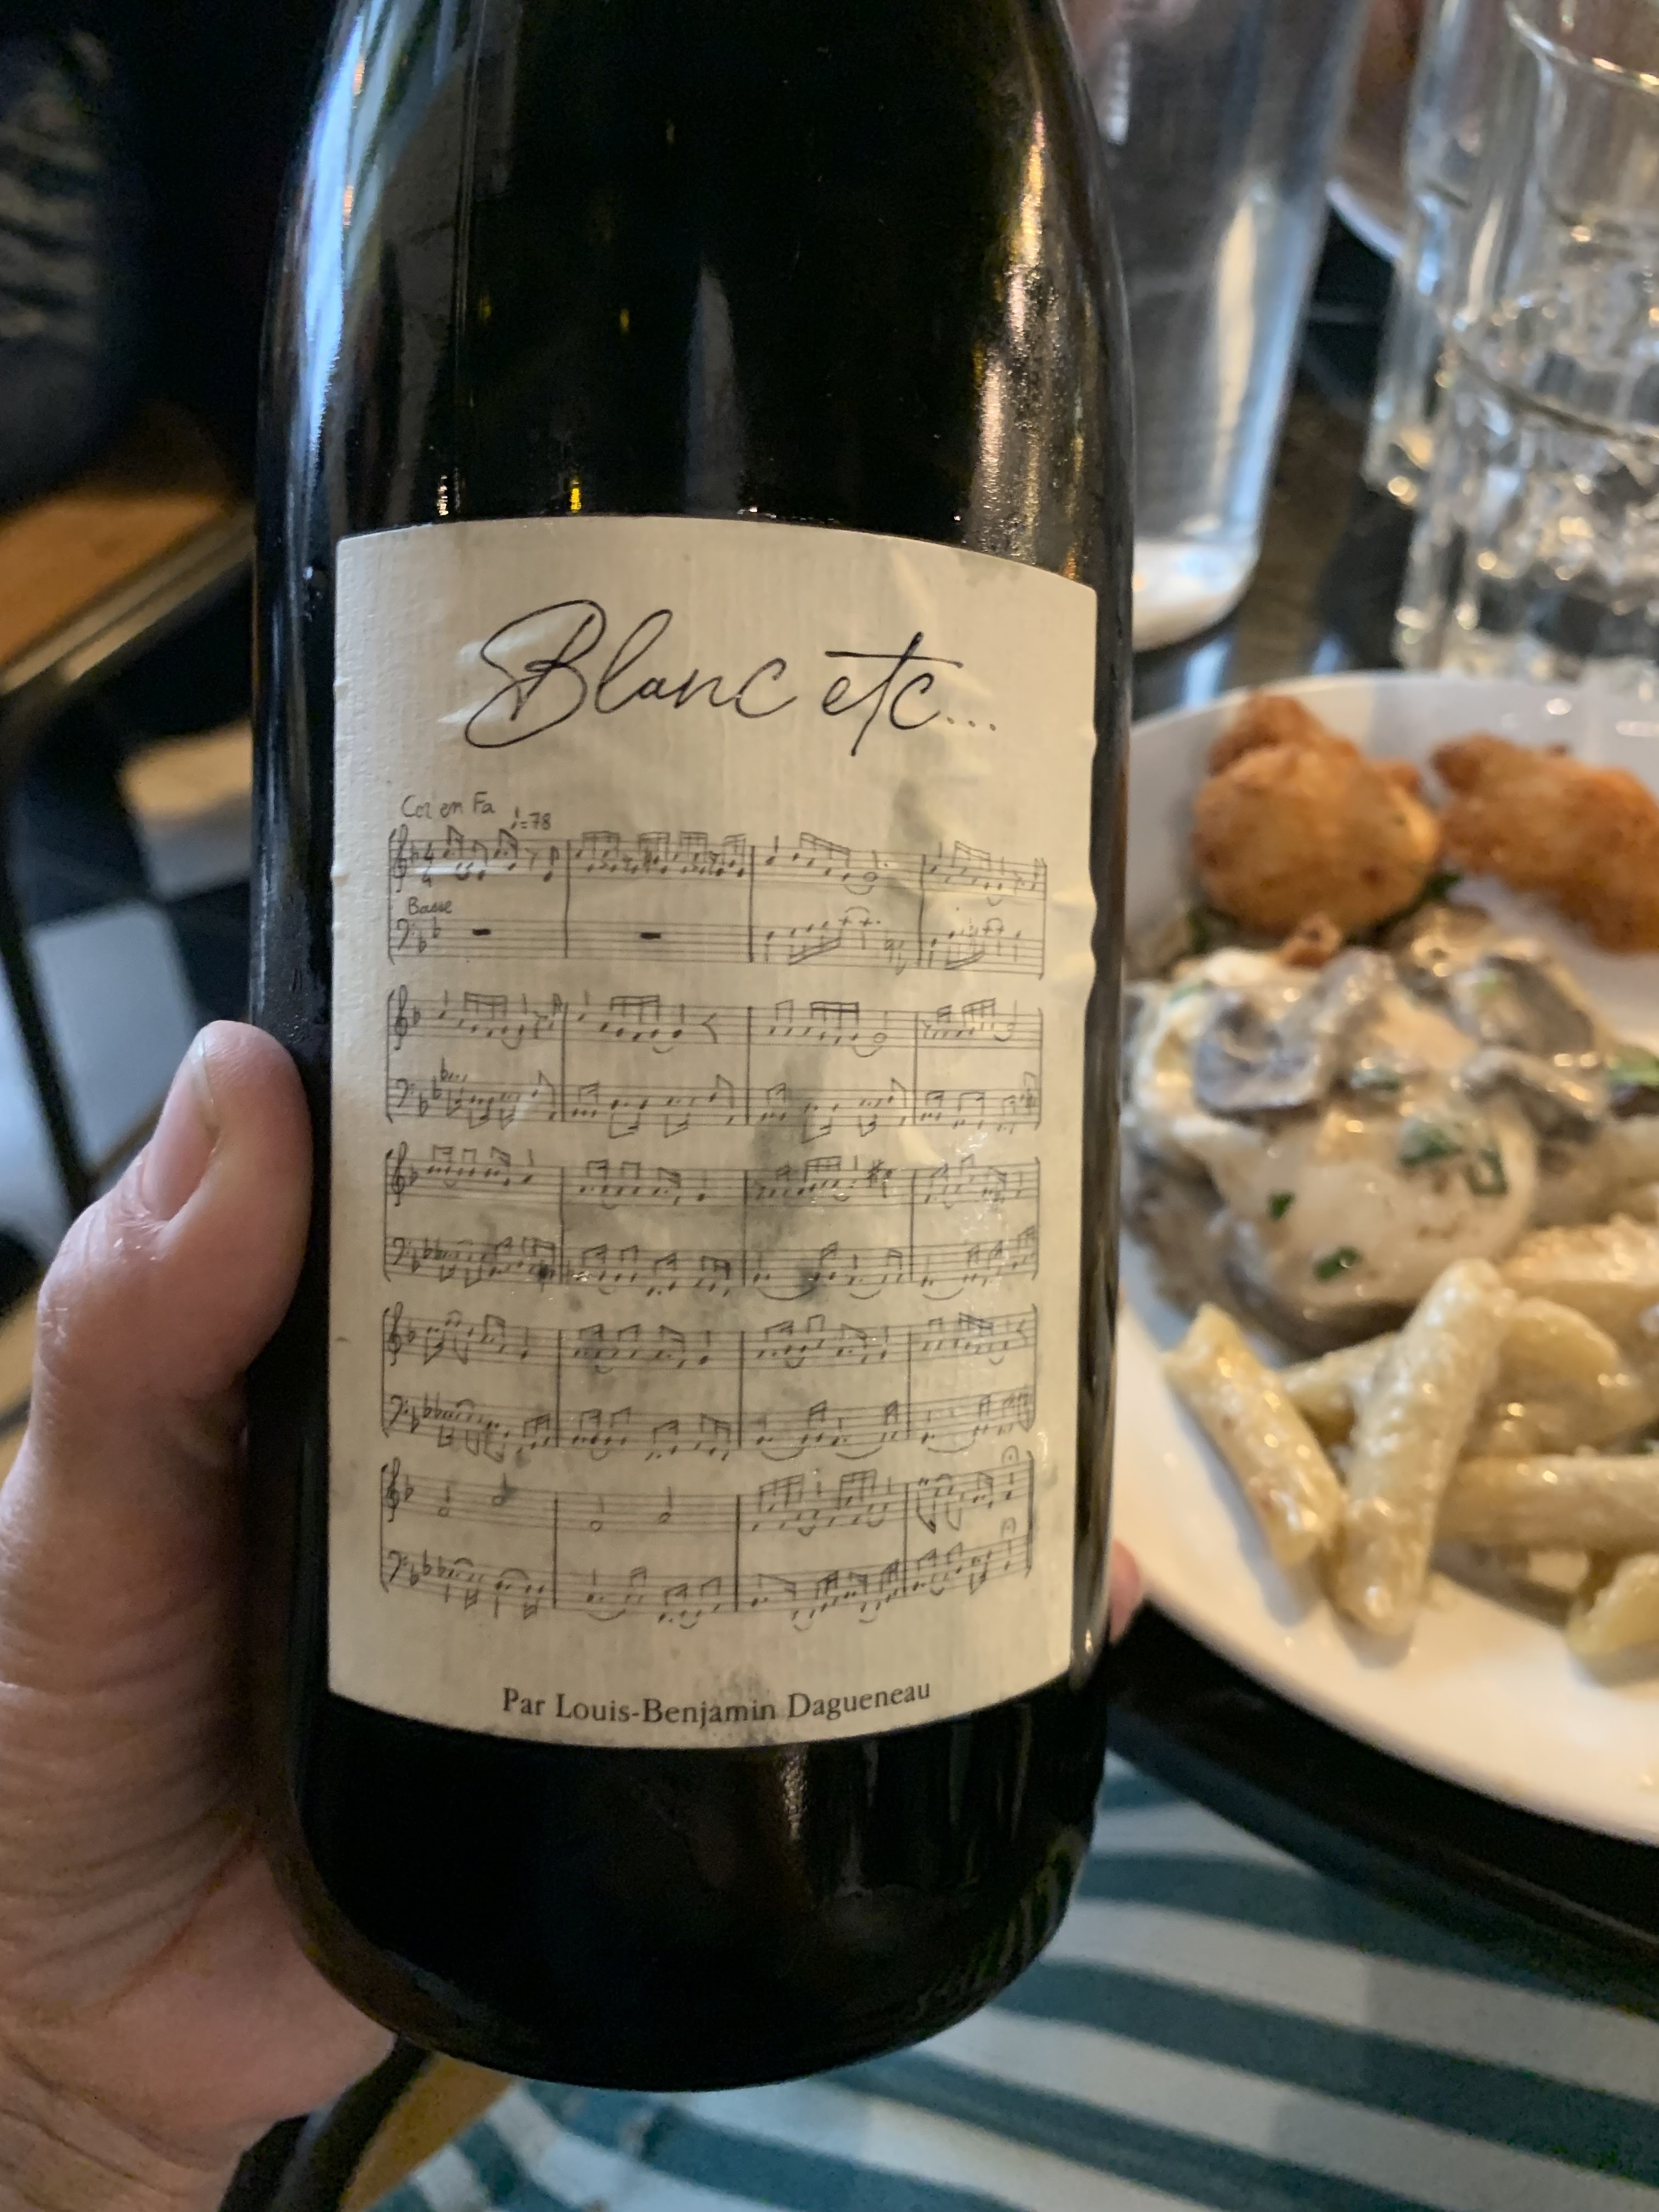 Blanc etc...
Cor en Fa ♩=78
Basse
Par Louis-Benjamin Dagueneau